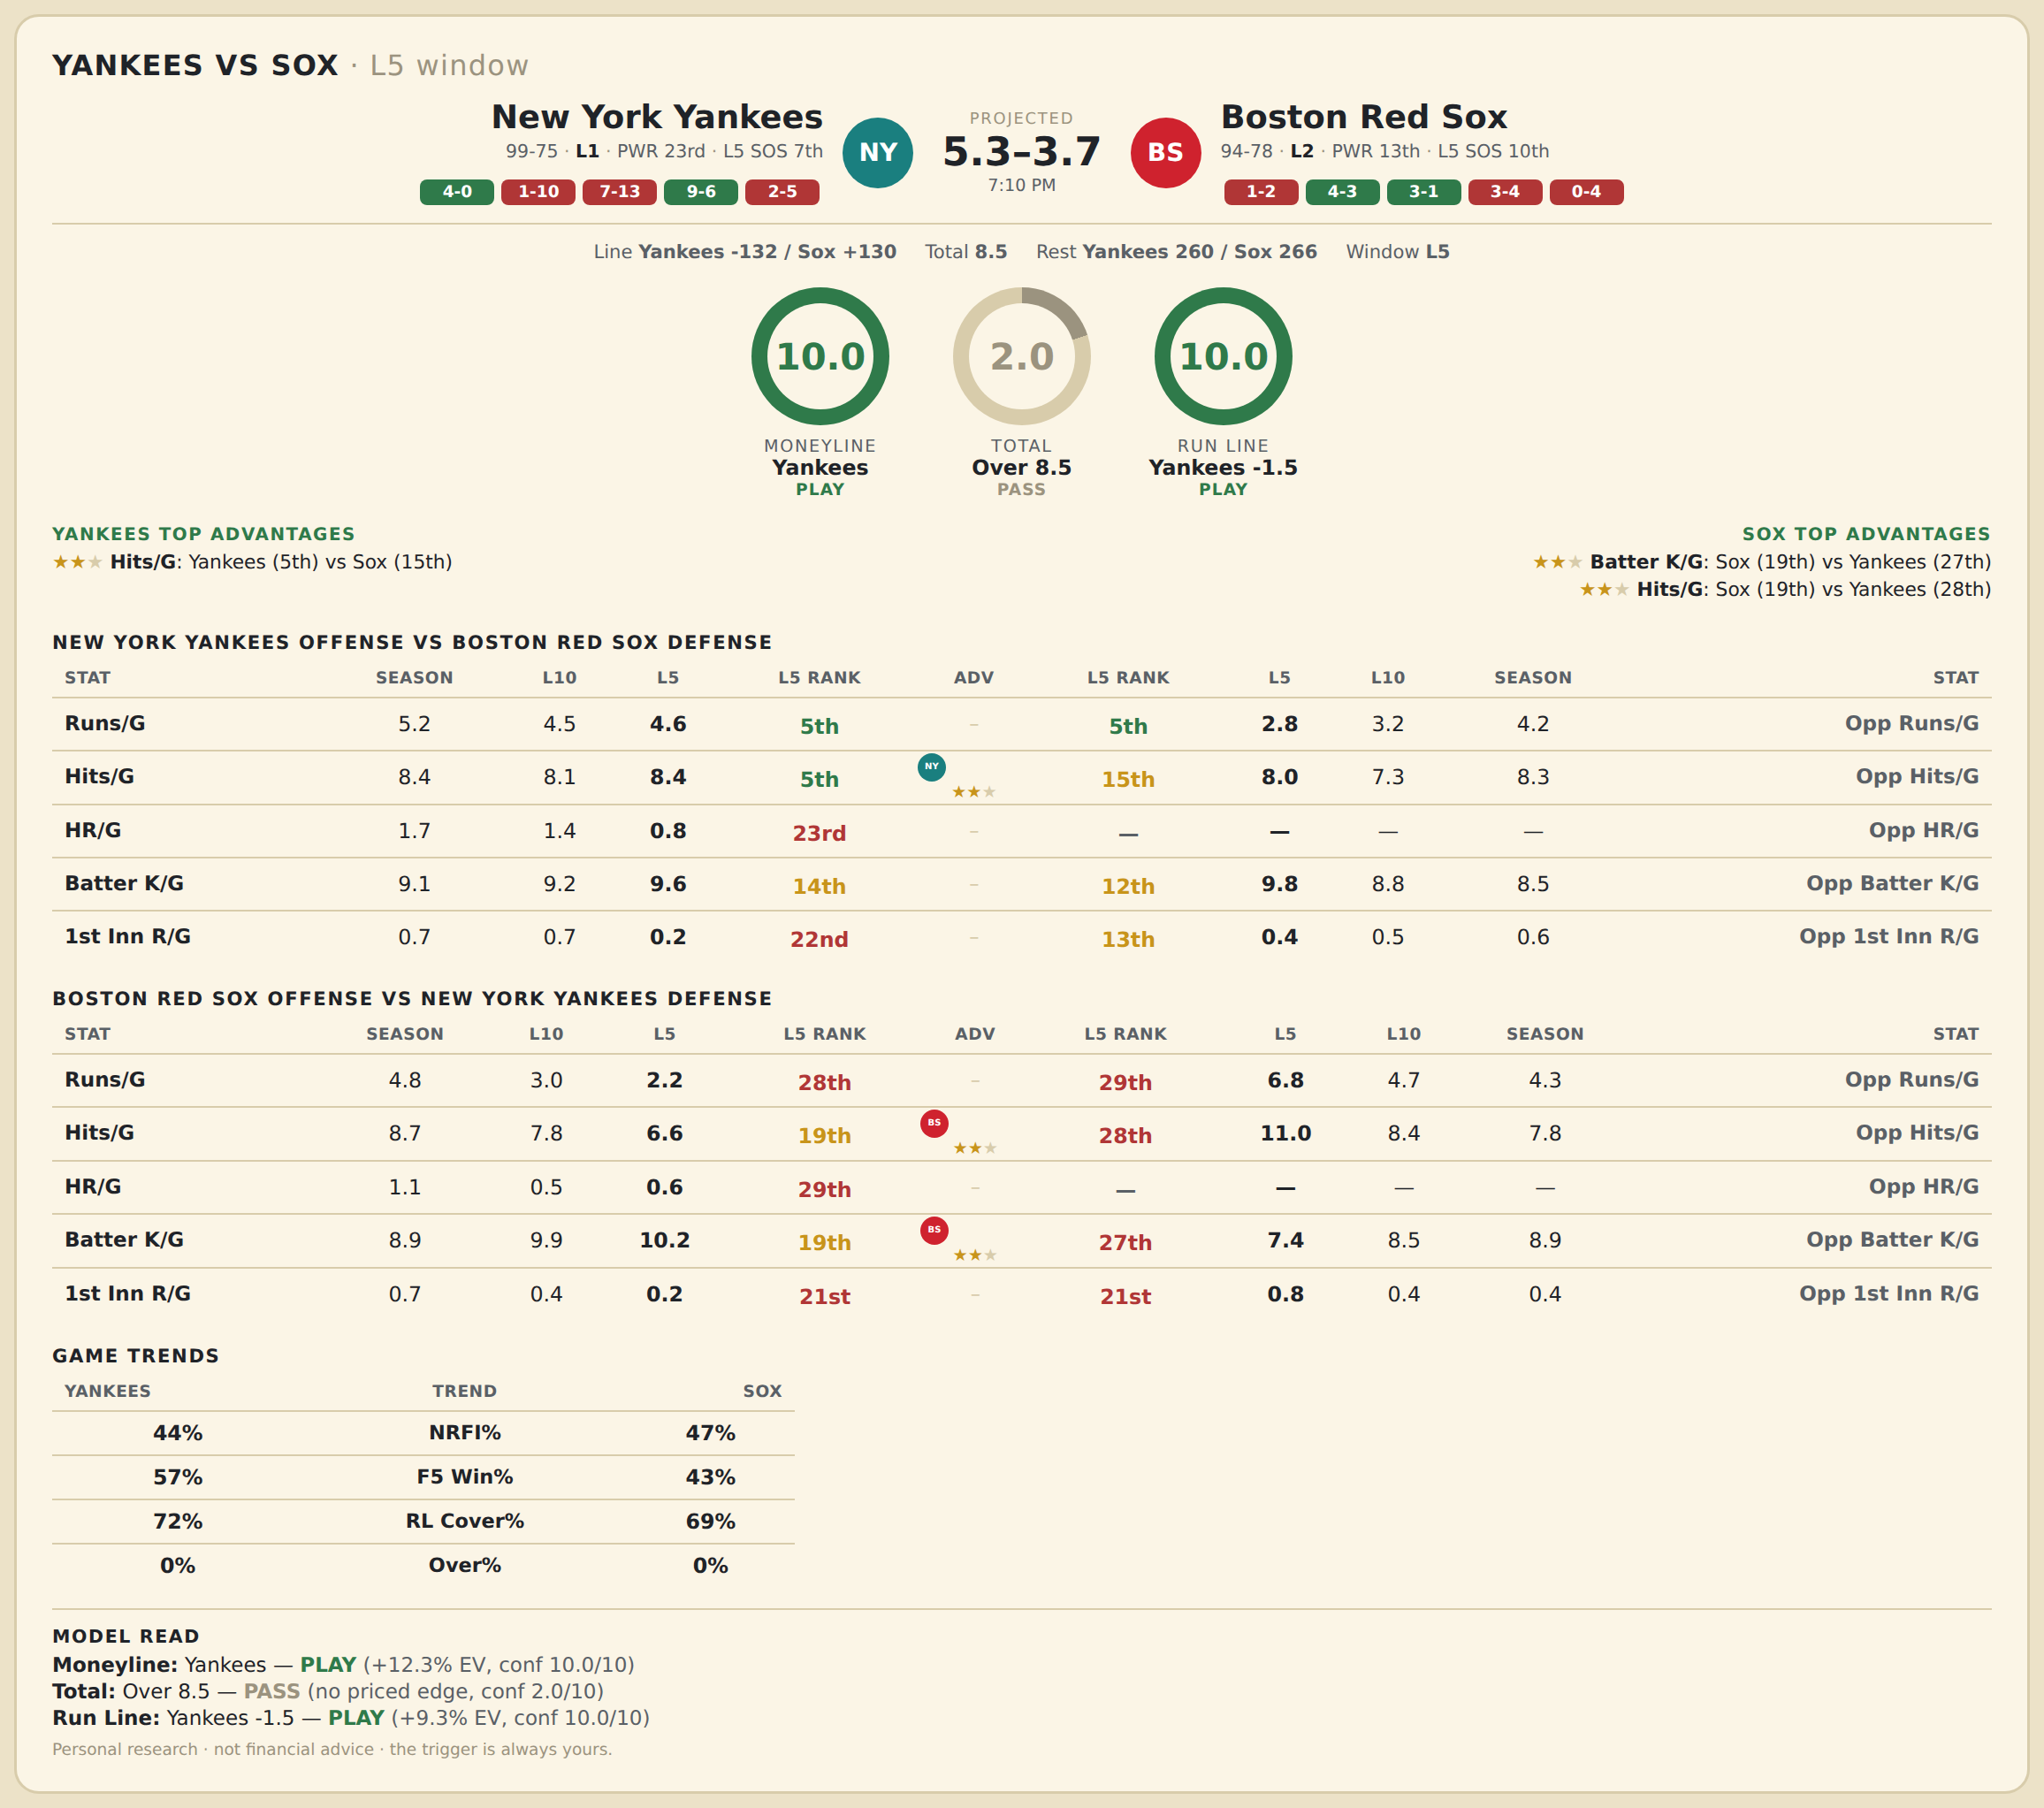 YANKEES VS SOX · L5 window
New York Yankees
99-75 · L1 · PWR 23rd · L5 SOS 7th
4-0 1-10 7-13 9-6 2-5
NY
PROJECTED
5.3–3.7
7:10 PM
BS
Boston Red Sox
94-78 · L2 · PWR 13th · L5 SOS 10th
1-2 4-3 3-1 3-4 0-4
Line Yankees -132 / Sox +130 Total 8.5 Rest Yankees 260 / Sox 266 Window L5
10.0 2.0 10.0
MONEYLINE TOTAL RUN LINE
Yankees Over 8.5 Yankees -1.5
PLAY PASS PLAY
YANKEES TOP ADVANTAGES
★★★ Hits/G: Yankees (5th) vs Sox (15th)
SOX TOP ADVANTAGES
★★★ Batter K/G: Sox (19th) vs Yankees (27th)
★★★ Hits/G: Sox (19th) vs Yankees (28th)
NEW YORK YANKEES OFFENSE VS BOSTON RED SOX DEFENSE
STAT SEASON L10 L5 L5 RANK ADV L5 RANK L5 L10 SEASON STAT
Runs/G 5.2 4.5 4.6 5th – 5th 2.8 3.2 4.2 Opp Runs/G
Hits/G 8.4 8.1 8.4 5th NY ★★★ 15th 8.0 7.3 8.3 Opp Hits/G
HR/G 1.7 1.4 0.8 23rd – — — — — Opp HR/G
Batter K/G 9.1 9.2 9.6 14th – 12th 9.8 8.8 8.5 Opp Batter K/G
1st Inn R/G 0.7 0.7 0.2 22nd – 13th 0.4 0.5 0.6 Opp 1st Inn R/G
BOSTON RED SOX OFFENSE VS NEW YORK YANKEES DEFENSE
STAT SEASON L10 L5 L5 RANK ADV L5 RANK L5 L10 SEASON STAT
Runs/G 4.8 3.0 2.2 28th – 29th 6.8 4.7 4.3 Opp Runs/G
Hits/G 8.7 7.8 6.6 19th BS ★★★ 28th 11.0 8.4 7.8 Opp Hits/G
HR/G 1.1 0.5 0.6 29th – — — — — Opp HR/G
Batter K/G 8.9 9.9 10.2 19th BS ★★★ 27th 7.4 8.5 8.9 Opp Batter K/G
1st Inn R/G 0.7 0.4 0.2 21st – 21st 0.8 0.4 0.4 Opp 1st Inn R/G
GAME TRENDS
YANKEES TREND SOX
44% NRFI% 47%
57% F5 Win% 43%
72% RL Cover% 69%
0% Over% 0%
MODEL READ
Moneyline: Yankees — PLAY (+12.3% EV, conf 10.0/10)
Total: Over 8.5 — PASS (no priced edge, conf 2.0/10)
Run Line: Yankees -1.5 — PLAY (+9.3% EV, conf 10.0/10)
Personal research · not financial advice · the trigger is always yours.